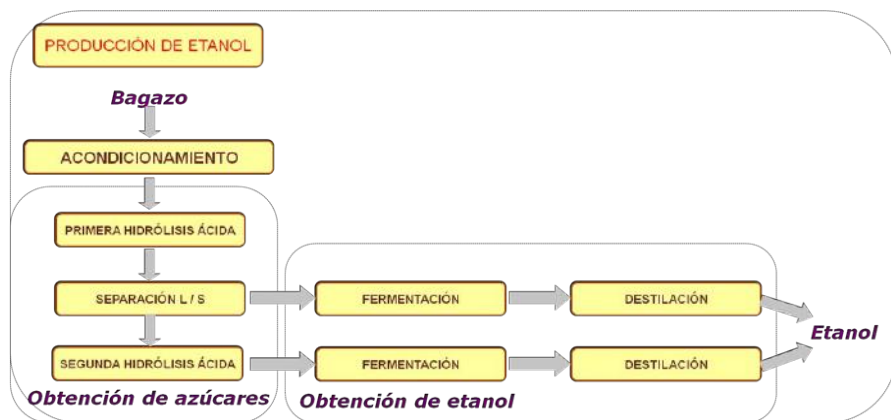 PRODUCCIÓN DE ETANOL
Bagazo
ACONDICIONAMIENTO
PRIMERA HIDRÓLISIS ÁCIDA
SEPARACIÓN L / S
FERMENTACIÓN
DESTILACIÓN
Etanol
SEGUNDA HIDRÓLISIS ÁCIDA
FERMENTACIÓN
DESTILACIÓN
Obtención de azúcares
Obtención de etanol